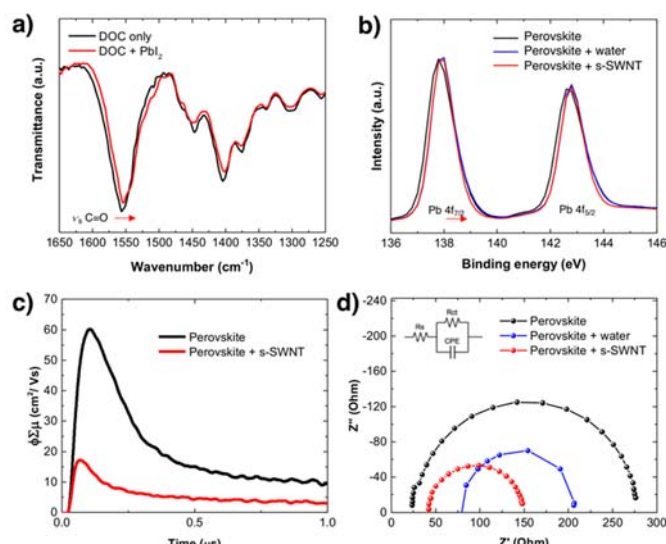 a)
DOC only
DOC + PbI₂
Transmittance (a.u.)
νₐ C=O
1650 1600 1550 1500 1450 1400 1350 1300 1250
Wavenumber (cm⁻¹)
b)
Perovskite
Perovskite + water
Perovskite + s-SWNT
Intensity (a.u.)
Pb 4f₇/₂
Pb 4f₅/₂
136 138 140 142 144 146
Binding energy (eV)
c)
70
60
50
40
30
20
10
0
Perovskite
Perovskite + s-SWNT
ϕΣμ (cm²/ Vs)
0.0 0.5 1.0
Time (μs)
d)
-240
-200
-160
-120
-80
-40
0
Rs
Rct
CPE
Perovskite
Perovskite + water
Perovskite + s-SWNT
Z'' (Ohm)
0 50 100 150 200 250 300
Z' (Ohm)